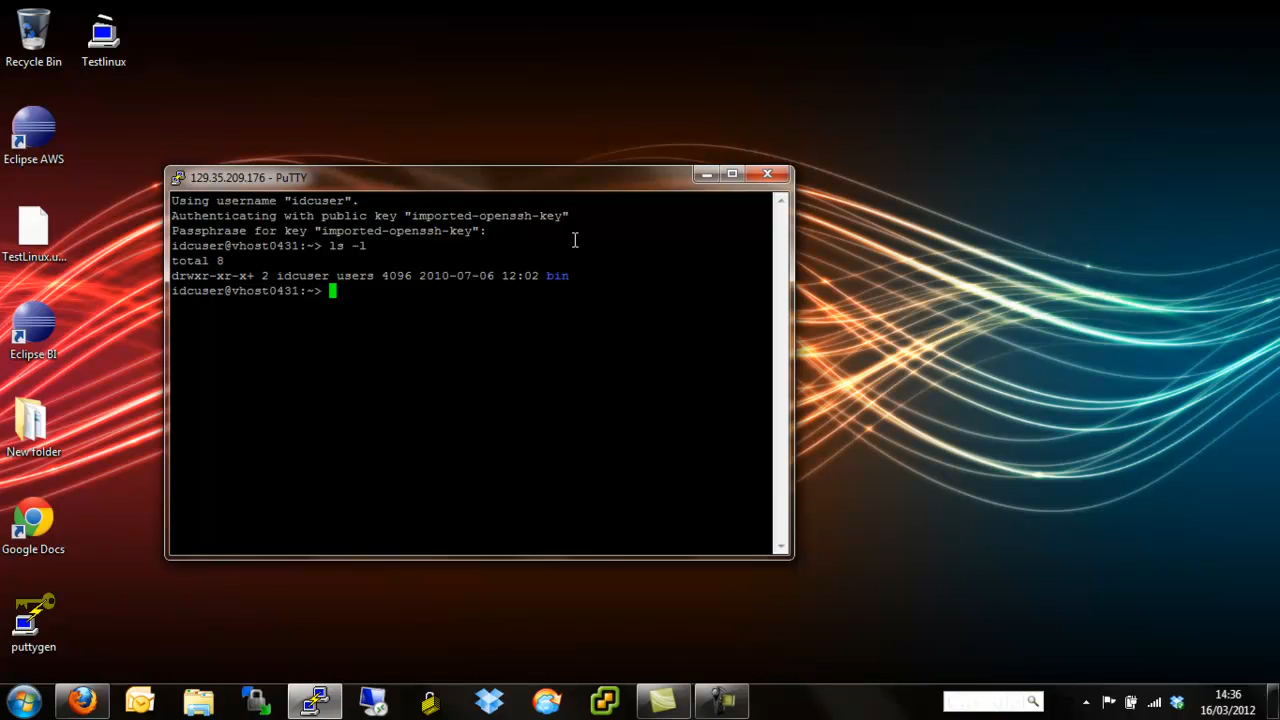 Recycle Bin
Testlinux
Eclipse AWS
TestLinux.u...
Eclipse BI
New folder
Google Docs
puttygen
129.35.209.176 - PuTTY
Using username "idcuser".
Authenticating with public key "imported-openssh-key"
Passphrase for key "imported-openssh-key":
idcuser@vhost0431:~> ls -l
total 8
drwxr-xr-x+ 2 idcuser users 4096 2010-07-06 12:02 bin
idcuser@vhost0431:~>
14:36
16/03/2012